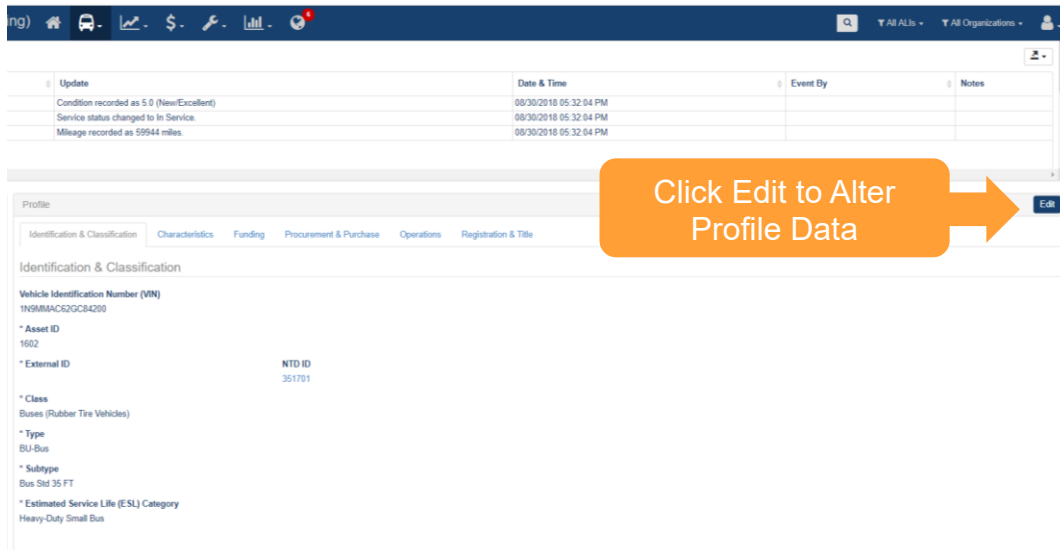 ing)
$
6
All ALIs
All Organizations
Update Date & Time Event By Notes
Condition recorded as 5.0 (New/Excellent) 08/30/2018 05:32:04 PM
Service status changed to In Service. 08/30/2018 05:32:04 PM
Mileage recorded as 59944 miles. 08/30/2018 05:32:04 PM
Click Edit to Alter
Profile Data
Profile
Edit
Identification & Classification Characteristics Funding Procurement & Purchase Operations Registration & Title
Identification & Classification
Vehicle Identification Number (VIN)
1N9MMAC62GC84200
* Asset ID
1602
* External ID NTD ID
351701
* Class
Buses (Rubber Tire Vehicles)
* Type
BU-Bus
* Subtype
Bus Std 35 FT
* Estimated Service Life (ESL) Category
Heavy-Duty Small Bus